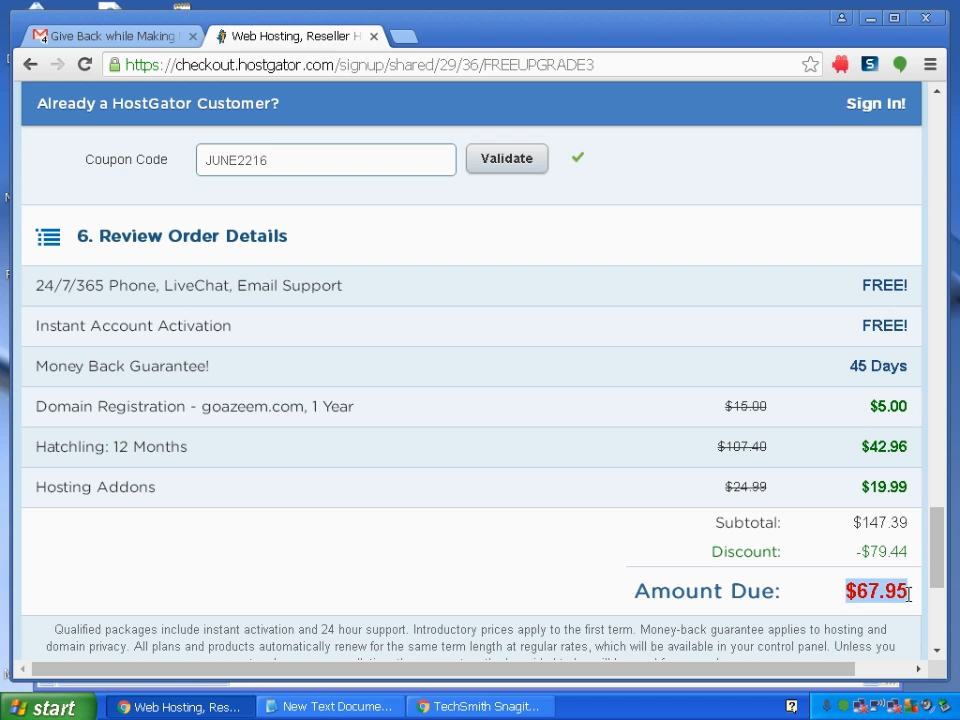 4
Give Back while Making
Web Hosting, Reseller H
https://checkout.hostgator.com/signup/shared/29/36/FREEUPGRADE3
Already a HostGator Customer? Sign In!
Coupon Code JUNE2216 Validate
6. Review Order Details
24/7/365 Phone, LiveChat, Email Support FREE!
Instant Account Activation FREE!
Money Back Guarantee! 45 Days
Domain Registration - goazeem.com, 1 Year $15.00 $5.00
Hatchling: 12 Months $107.40 $42.96
Hosting Addons $24.99 $19.99
Subtotal: $147.39
Discount: -$79.44
Amount Due: $67.95
Qualified packages include instant activation and 24 hour support. Introductory prices apply to the first term. Money-back guarantee applies to hosting and
domain privacy. All plans and products automatically renew for the same term length at regular rates, which will be available in your control panel. Unless you
start Web Hosting, Res... New Text Docume... TechSmith Snagit...